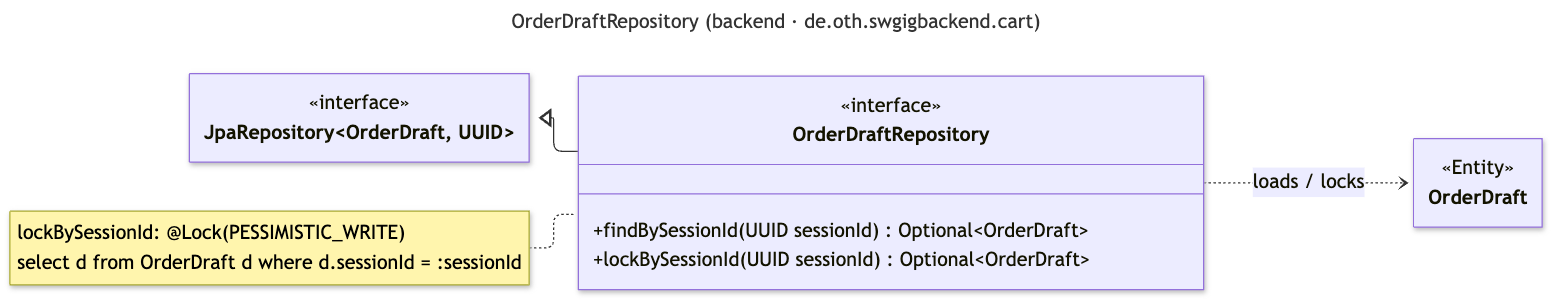 OrderDraftRepository (backend · de.oth.swgigbackend.cart)
«interface»
JpaRepository<OrderDraft, UUID>
lockBySessionId: @Lock(PESSIMISTIC_WRITE)
select d from OrderDraft d where d.sessionId = :sessionId
«interface»
OrderDraftRepository
+findBySessionId(UUID sessionId) : Optional<OrderDraft>
+lockBySessionId(UUID sessionId) : Optional<OrderDraft>
loads / locks
«Entity»
OrderDraft